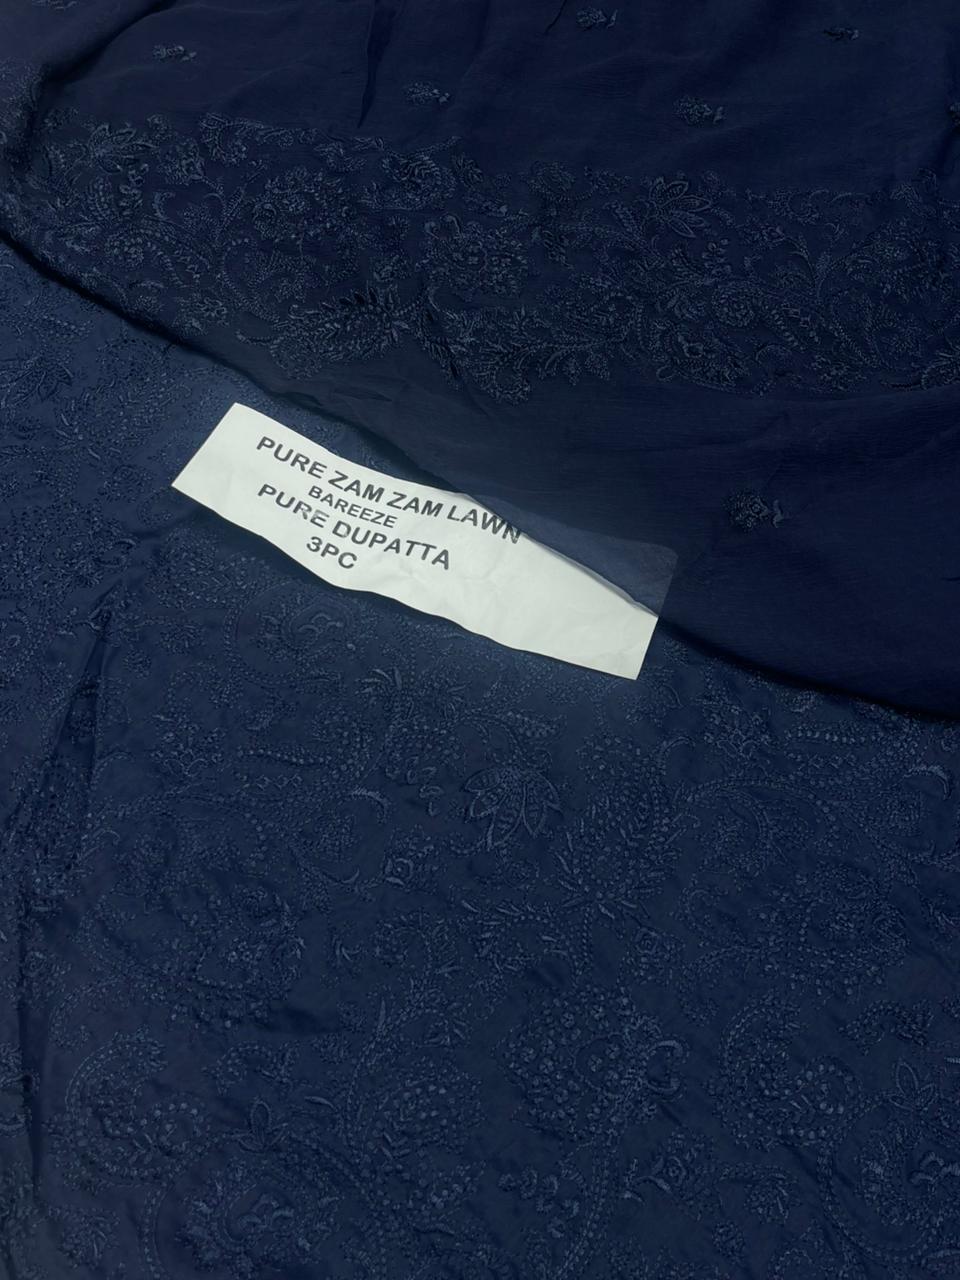 PURE ZAM ZAM LAWN
BAREEZE
PURE DUPATTA
3PC